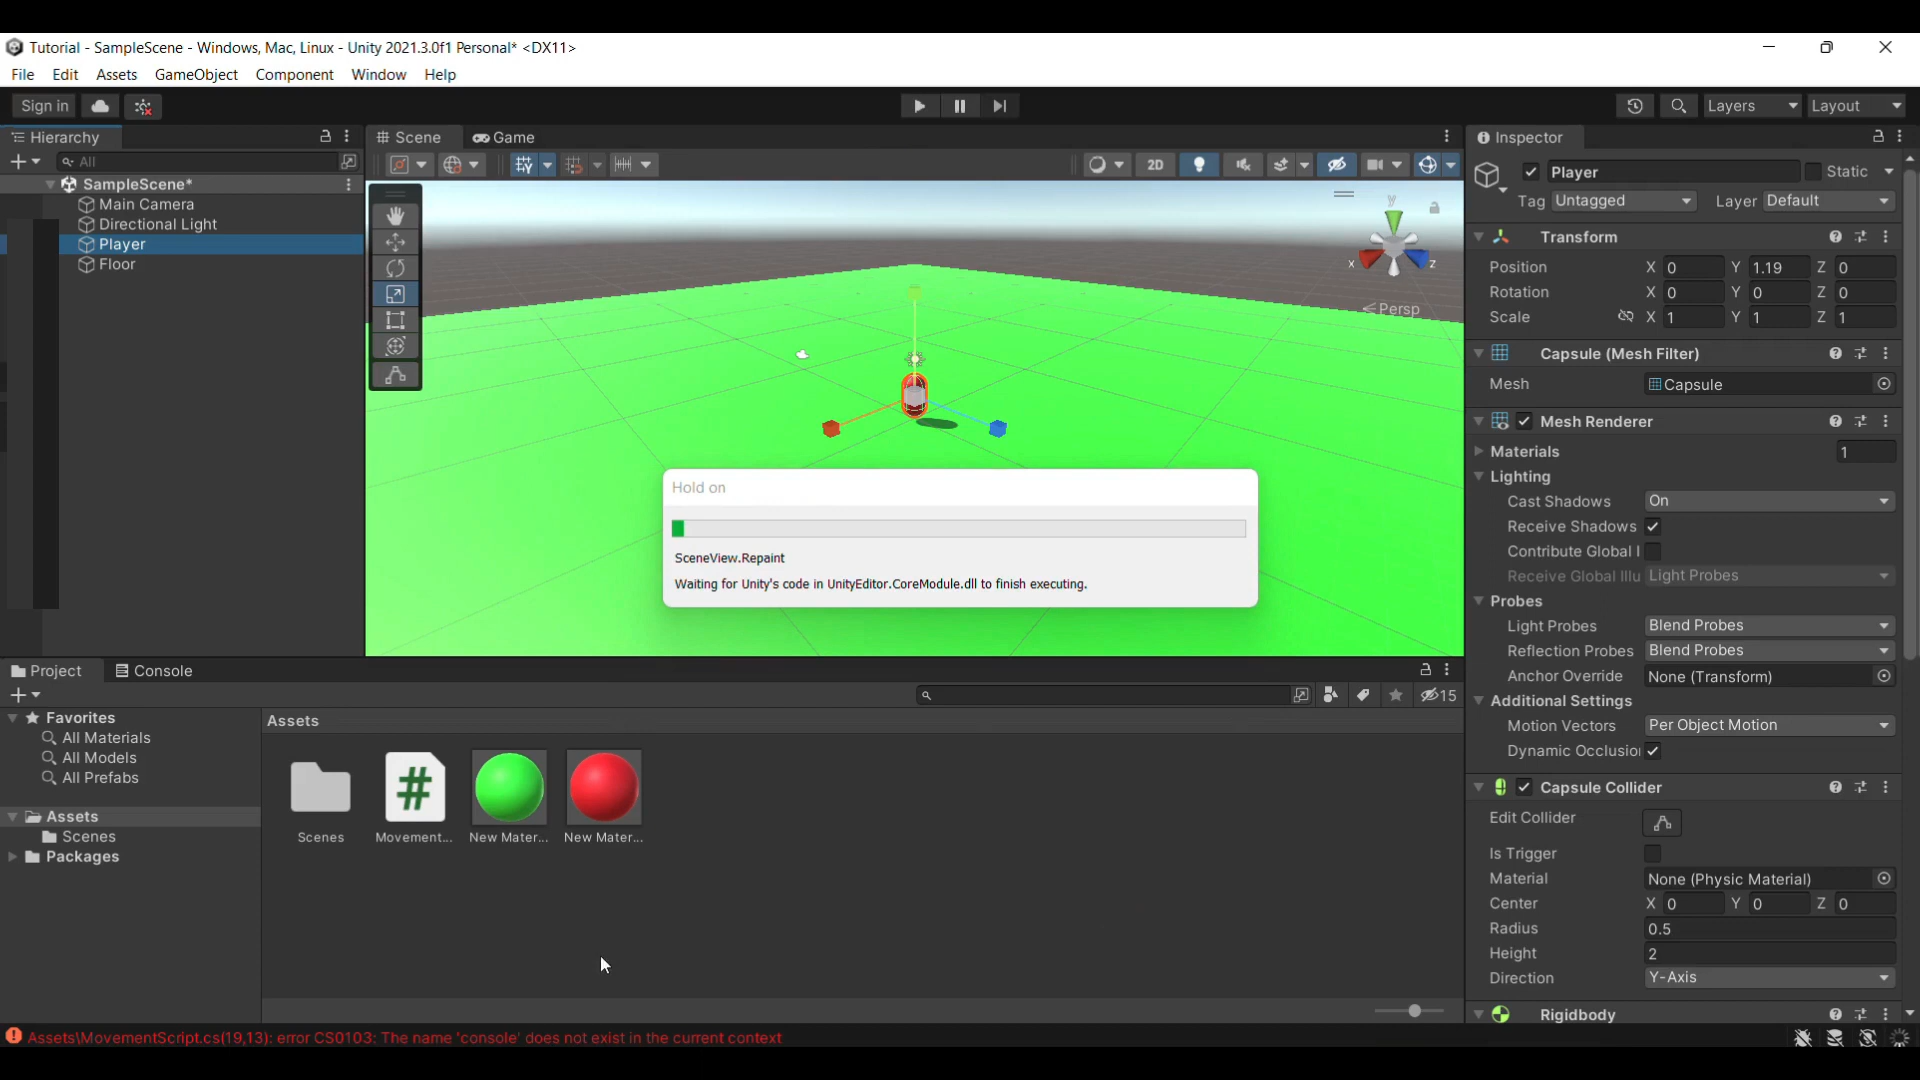 Tutorial - SampleScene - Windows, Mac, Linux - Unity 2021.3.0f1 Personal* <DX11>
File Edit Assets GameObject Component Window Help
Sign in Layers Layout
Hierarchy
All
SampleScene*
Main Camera
Directional Light
Player
Floor
Scene Game
2D
y
x z
Persp
Hold on
SceneView.Repaint
Waiting for Unity's code in UnityEditor.CoreModule.dll to finish executing.
Inspector
Player Static
Tag Untagged Layer Default
Transform
Position X 0 Y 1.19 Z 0
Rotation X 0 Y 0 Z 0
Scale X 1 Y 1 Z 1
Capsule (Mesh Filter)
Mesh Capsule
Mesh Renderer
Materials 1
Lighting
Cast Shadows On
Receive Shadows
Contribute Global I
Receive Global Illu Light Probes
Probes
Light Probes Blend Probes
Reflection Probes Blend Probes
Anchor Override None (Transform)
Additional Settings
Motion Vectors Per Object Motion
Dynamic Occlusio
Capsule Collider
Edit Collider
Is Trigger
Material None (Physic Material)
Center X 0 Y 0 Z 0
Radius 0.5
Height 2
Direction Y-Axis
Rigidbody
Project Console
15
Favorites
All Materials
All Models
All Prefabs
Assets
Scenes
Packages
Assets
Scenes Movement... New Mater... New Mater...
Assets\MovementScript.cs(19,13): error CS0103: The name 'console' does not exist in the current context